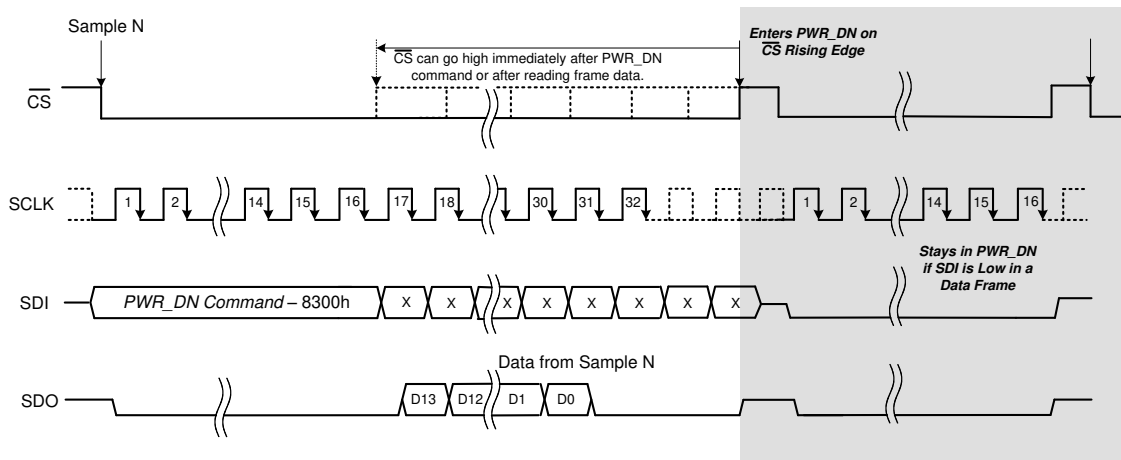 Sample N
CS can go high immediately after PWR_DN
command or after reading frame data.
Enters PWR_DN on
CS Rising Edge
CS
SCLK
1 2 14 15 16 17 18 30 31 32 1 2 14 15 16
Stays in PWR_DN
if SDI is Low in a
Data Frame
SDI
PWR_DN Command – 8300h X X X X X X X X
Data from Sample N
SDO
D13 D12 D1 D0